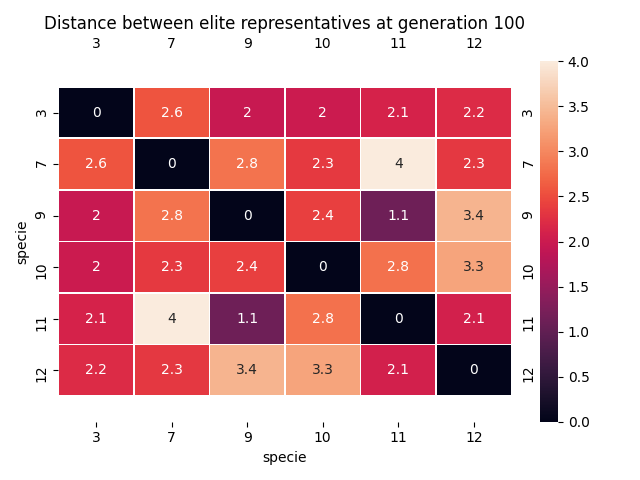 Distance between elite representatives at generation 100
3 7 9 10 11 12
4.0
3 0 2.6 2 2 2.1 2.2 3
3.5
7 2.6 0 2.8 2.3 4 2.3 7
3.0
2.5
9 2 2.8 0 2.4 1.1 3.4 9
specie
2.0
10 2 2.3 2.4 0 2.8 3.3 10
1.5
11 2.1 4 1.1 2.8 0 2.1 11
1.0
12 2.2 2.3 3.4 3.3 2.1 0 12
0.5
0.0
3 7 9 10 11 12
specie